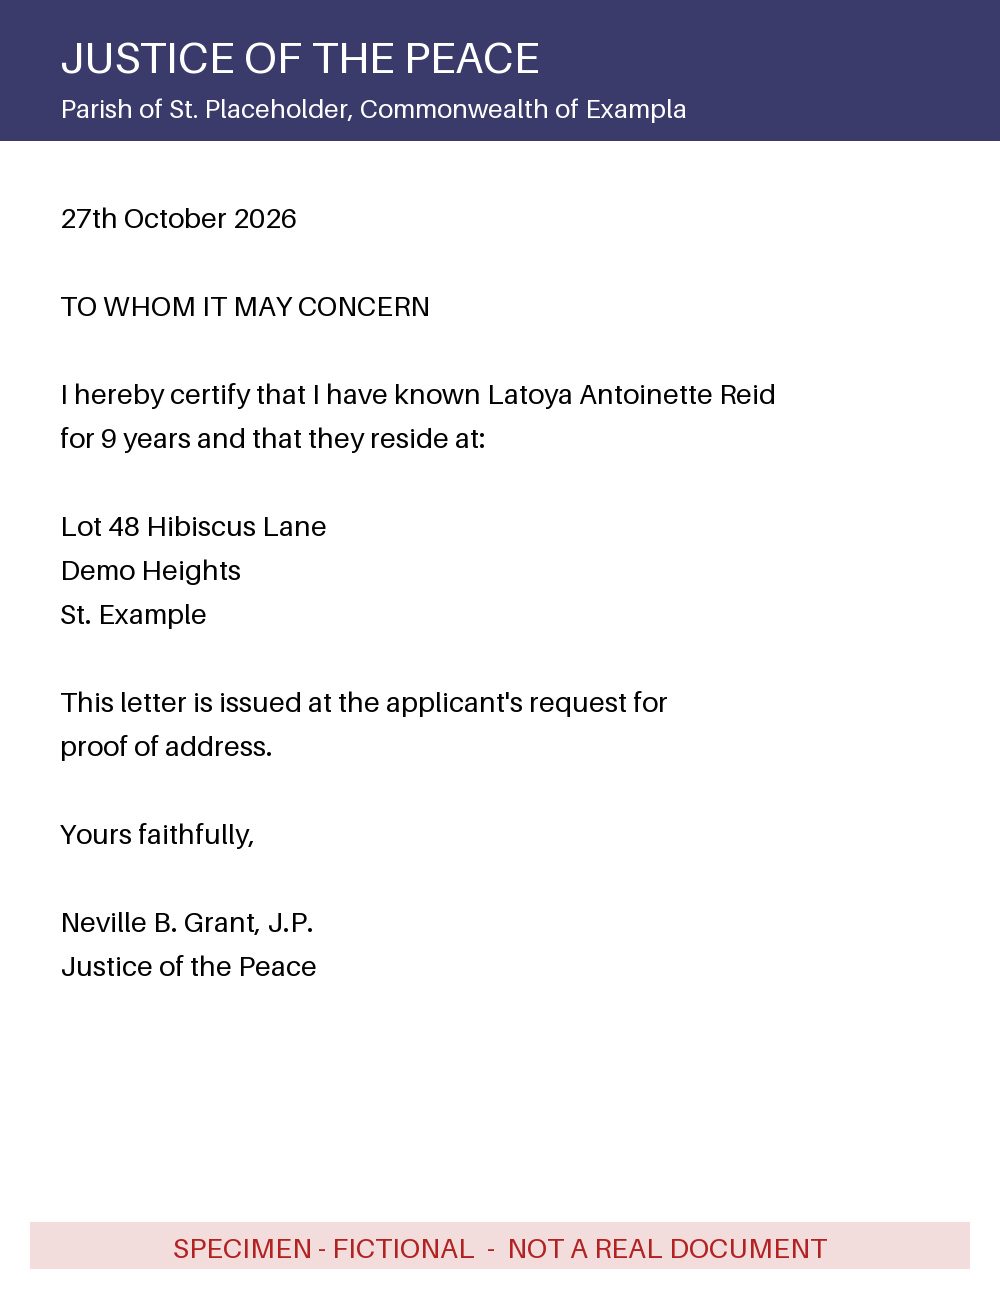 JUSTICE OF THE PEACE
Parish of St. Placeholder, Commonwealth of Exampla
27th October 2026
TO WHOM IT MAY CONCERN
I hereby certify that I have known Latoya Antoinette Reid
for 9 years and that they reside at:
Lot 48 Hibiscus Lane
Demo Heights
St. Example
This letter is issued at the applicant's request for
proof of address.
Yours faithfully,
Neville B. Grant, J.P.
Justice of the Peace
SPECIMEN - FICTIONAL - NOT A REAL DOCUMENT